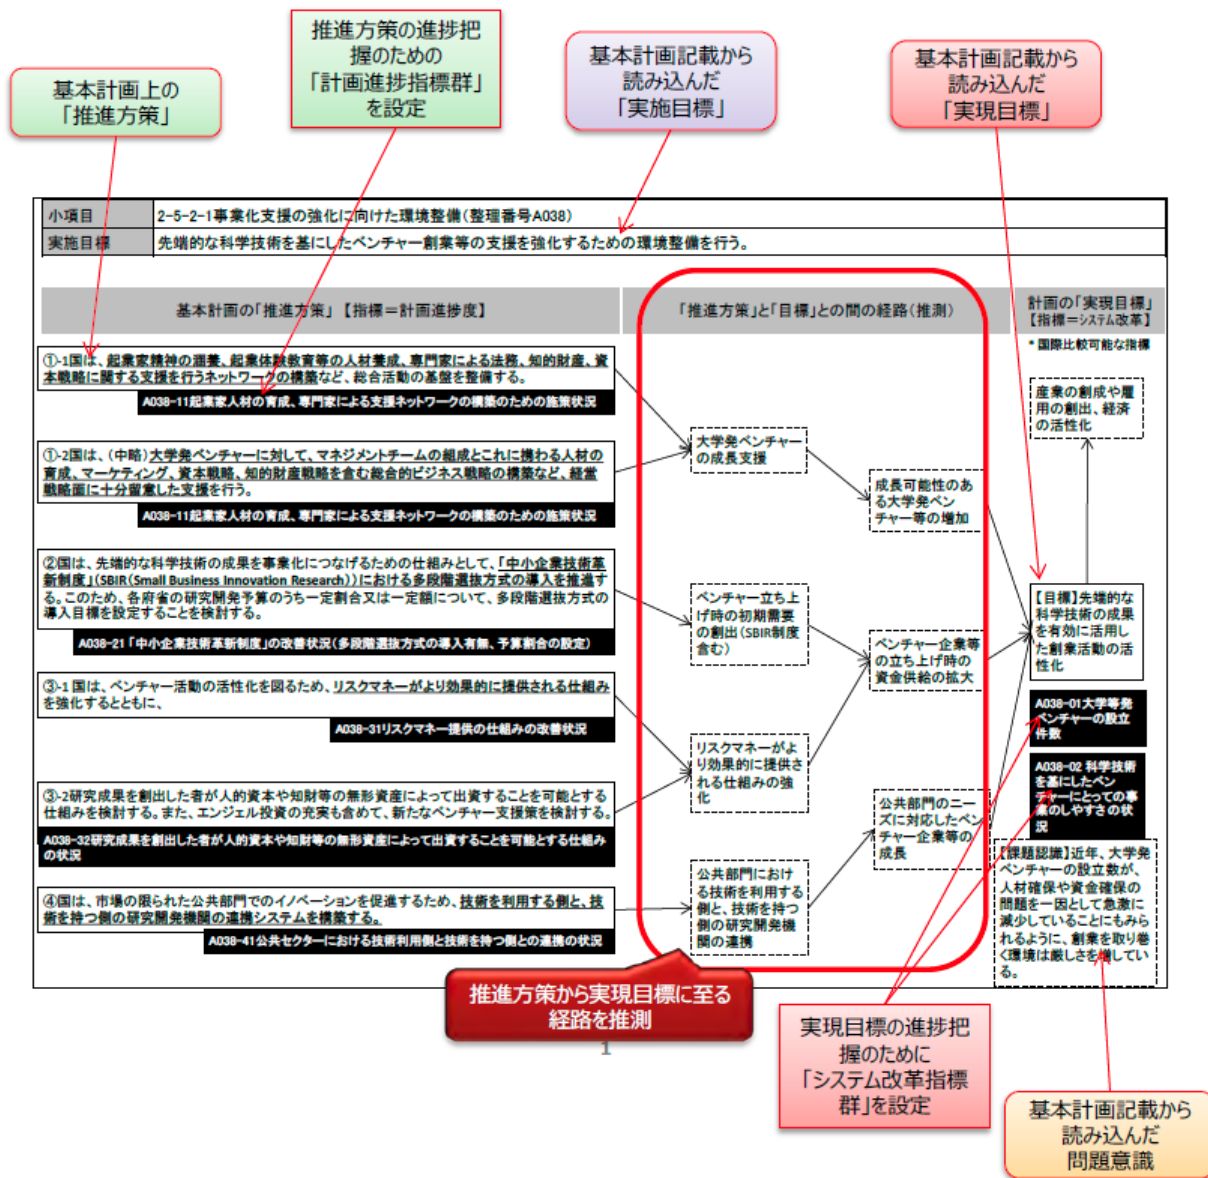 推進方策の進捗把
握のための
「計画進捗指標群」
を設定
基本計画記載から
読み込んだ
「実施目標」
基本計画記載から
読み込んだ
「実現目標」
基本計画上の
「推進方策」
小項目
2-5-2-1事業化支援の強化に向けた環境整備(整理番号A038)
実施目標
先端的な科学技術を基にしたベンチャー創業等の支援を強化するための環境整備を行う。
基本計画の「推進方策」【指標=計画進捗度】
「推進方策」と「目標」との間の経路(推測)
計画の「実現目標」
【指標=システム改革】
*国際比較可能な指標
①-1国は、起業家精神の涵養、起業体験教育等の人材養成、専門家による法務、知的財産、資
本戦略に関する支援を行うネットワークの構築など、総合活動の基盤を整備する。
A038-11起業家人材の育成、専門家による支援ネットワークの構築のための施策状況
①-2国は、(中略)大学発ベンチャーに対して、マネジメントチームの組成とこれに携わる人材の
育成、マーケティング、資本戦略、知的財産戦略を含む総合的ビジネス戦略の構築など、経営
戦略面に十分留意した支援を行う。
A038-11起業家人材の育成、専門家による支援ネットワークの構築のための施策状況
②国は、先端的な科学技術の成果を事業化につなげるための仕組みとして、「中小企業技術革
新制度」(SBIR(Small Business Innovation Research))における多段階選抜方式の導入を推進す
る。このため、各府省の研究開発予算のうち一定割合又は一定額について、多段階選抜方式の
導入目標を設定することを検討する。
A038-21「中小企業技術革新制度」の改善状況(多段階選抜方式の導入有無、予算割合の設定)
③-1国は、ベンチャー活動の活性化を図るため、リスクマネーがより効果的に提供される仕組み
を強化するとともに、
A038-31リスクマネー提供の仕組みの改善状況
③-2研究成果を創出した者が人的資本や知財等の無形資産によって出資することを可能とする
仕組みを検討する。また、エンジェル投資の充実も含めて、新たなベンチャー支援策を検討する。
A038-32研究成果を創出した者が人的資本や知財等の無形資産によって出資することを可能とする仕組み
の状況
④国は、市場の限られた公共部門でのイノベーションを促進するため、技術を利用する側と、技
術を持つ側の研究開発機関の連携システムを構築する。
A038-41公共セクターにおける技術利用側と技術を持つ側との連携の状況
大学発ベンチャー
の成長支援
成長可能性のあ
る大学発ベン
チャー等の増加
ベンチャー立ち上
げ時の初期需要
の創出(SBIR制度
含む)
ベンチャー企業等
の立ち上げ時の
資金供給の拡大
リスクマネーがよ
り効果的に提供さ
れる仕組みの強
化
公共部門のニー
ズに対応したベン
チャー企業等の
成長
公共部門におけ
る技術を利用する
側と、技術を持つ
側の研究開発機
関の連携
産業の創成や雇
用の創出、経済
の活性化
【目標】先端的な
科学技術の成果
を有効に活用し
た創業活動の活
性化
A038-01大学等発
ベンチャーの設立
件数
A038-02 科学技術
を基にしたベン
チャーにとっての事
業のしやすさの状
況
【課題認識】近年、大学発
ベンチャーの設立数が、
人材確保や資金確保の
問題を一因として急激に
減少していることにもみら
れるように、創業を取り巻
く環境は厳しさを増してい
る。
推進方策から実現目標に至る
経路を推測
1
実現目標の進捗把
握のために
「システム改革指標
群」を設定
基本計画記載から
読み込んだ
問題意識